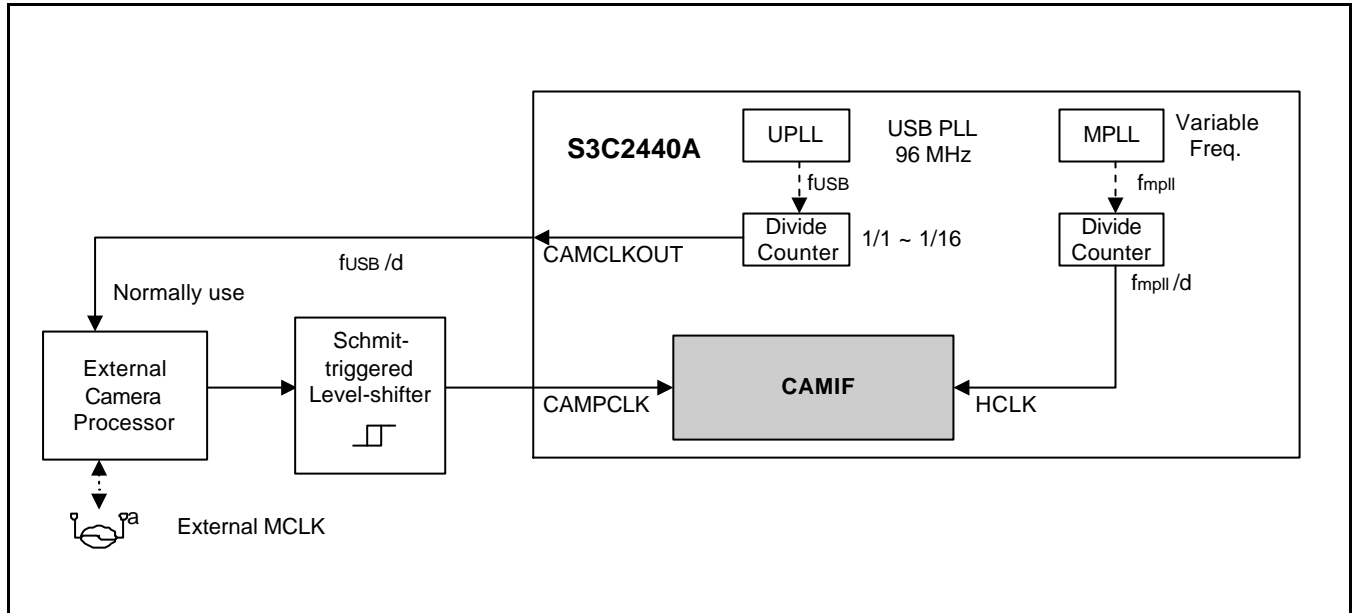 S3C2440A
UPLL
USB PLL
96 MHz
MPLL
Variable
Freq.
fUSB
fmpll
Divide
Counter
1/1 ~ 1/16
Divide
Counter
CAMCLKOUT
fUSB /d
fmpll /d
Normally use
External
Camera
Processor
Schmit-
triggered
Level-shifter
CAMPCLK
CAMIF
HCLK
a
External MCLK